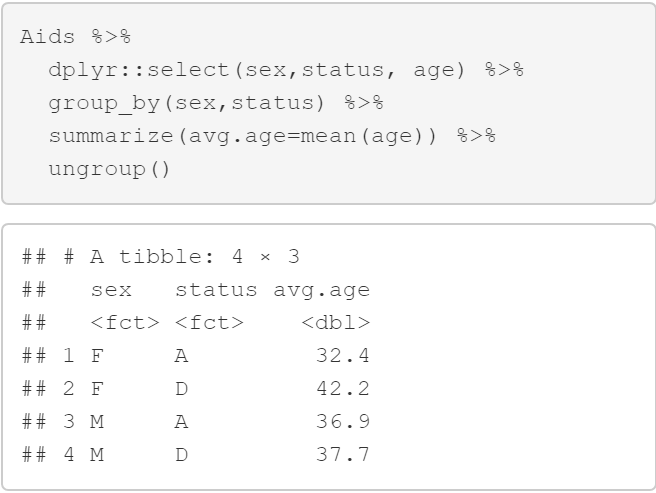 Aids %>%
  dplyr::select(sex,status, age) %>%
  group_by(sex,status) %>%
  summarize(avg.age=mean(age)) %>%
  ungroup()
## # A tibble: 4 × 3
##   sex   status avg.age
##   <fct> <fct>    <dbl>
## 1 F     A         32.4
## 2 F     D         42.2
## 3 M     A         36.9
## 4 M     D         37.7